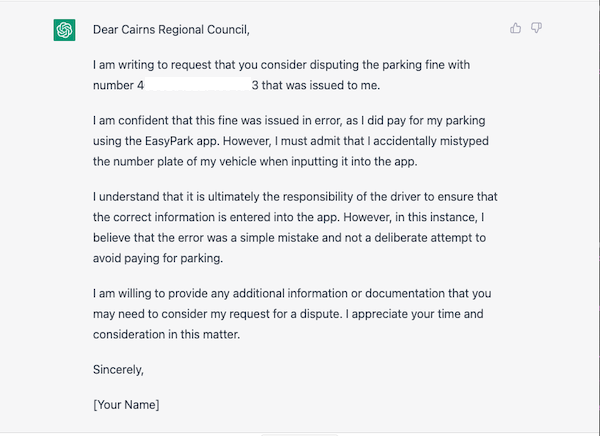 Dear Cairns Regional Council,
I am writing to request that you consider disputing the parking fine with
number 4 3 that was issued to me.
I am confident that this fine was issued in error, as I did pay for my parking
using the EasyPark app. However, I must admit that I accidentally mistyped
the number plate of my vehicle when inputting it into the app.
I understand that it is ultimately the responsibility of the driver to ensure that
the correct information is entered into the app. However, in this instance, I
believe that the error was a simple mistake and not a deliberate attempt to
avoid paying for parking.
I am willing to provide any additional information or documentation that you
may need to consider my request for a dispute. I appreciate your time and
consideration in this matter.
Sincerely,
[Your Name]